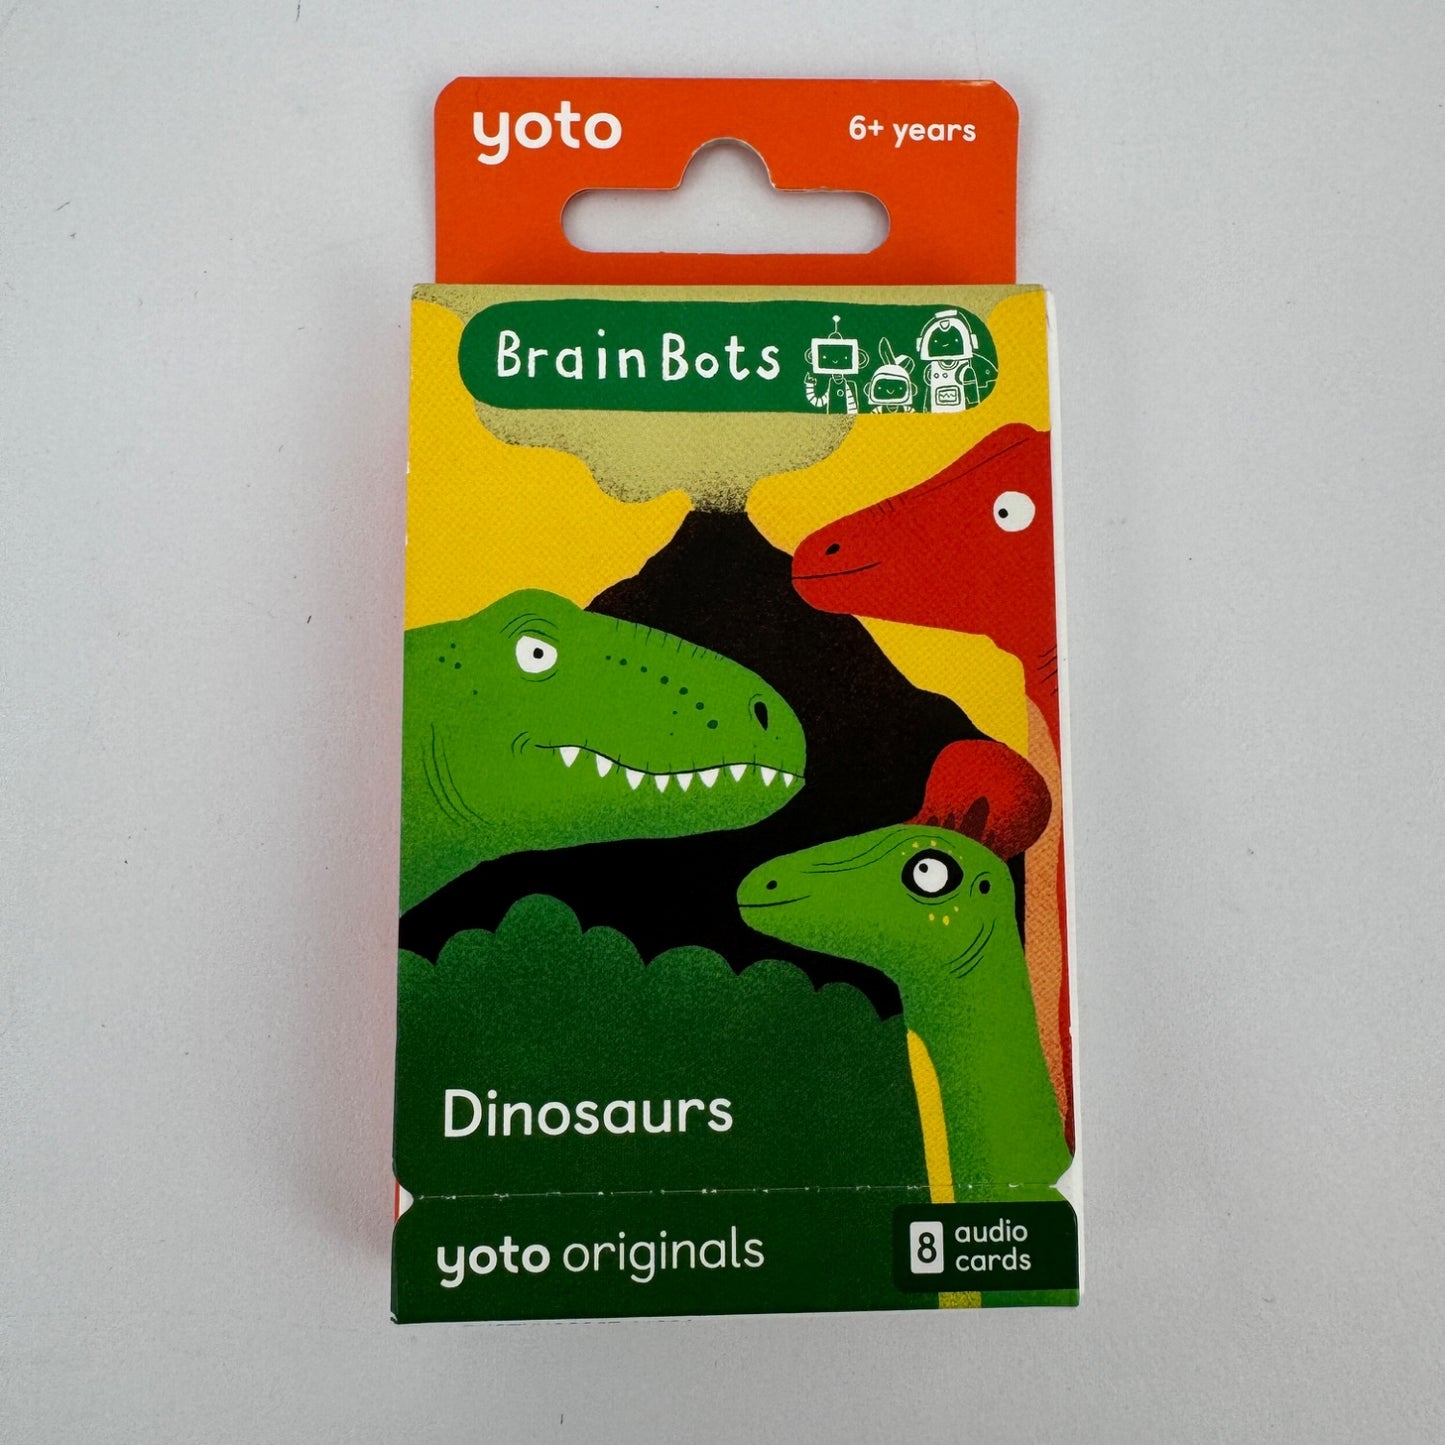 yoto
6+ years
BrainBots
Dinosaurs
yoto originals
8 audio
cards